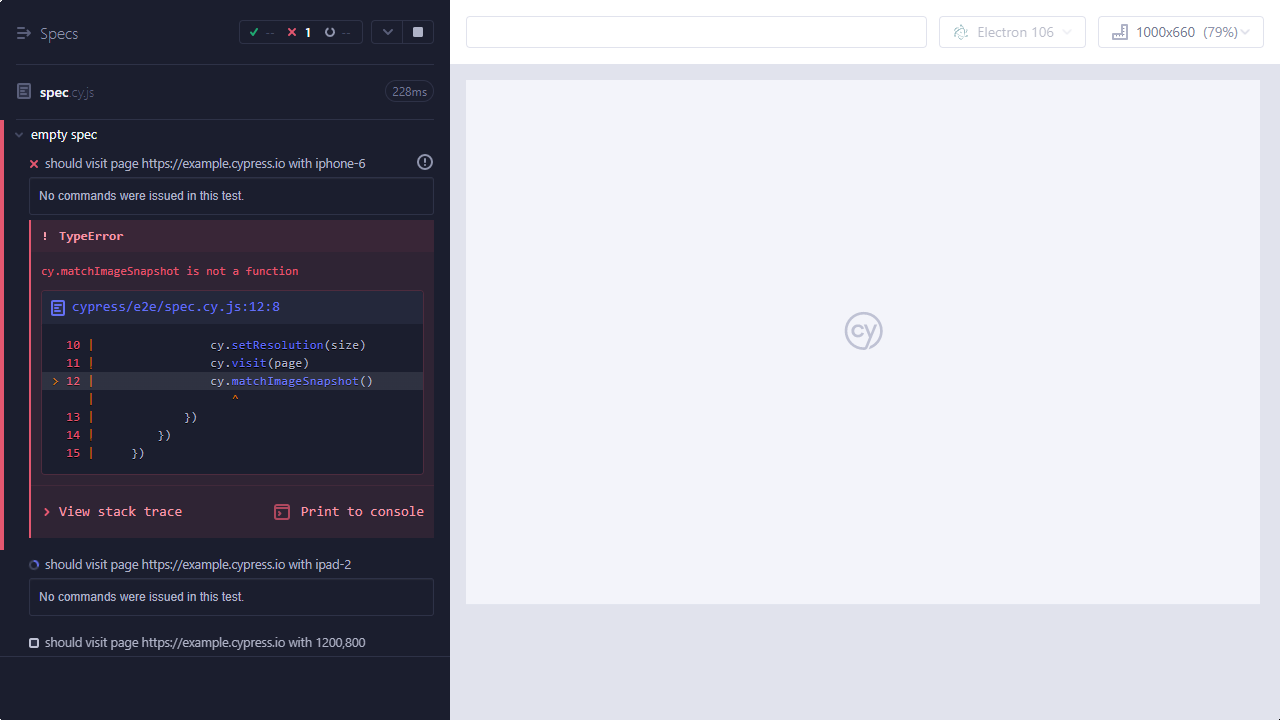 Specs
-- 1 --
spec.cy.js
228ms
empty spec
should visit page https://example.cypress.io with iphone-6
No commands were issued in this test.
! TypeError
cy.matchImageSnapshot is not a function
cypress/e2e/spec.cy.js:12:8
10 | cy.setResolution(size)
11 | cy.visit(page)
> 12 | cy.matchImageSnapshot()
| ^
13 | })
14 | })
15 | })
View stack trace
Print to console
should visit page https://example.cypress.io with ipad-2
No commands were issued in this test.
should visit page https://example.cypress.io with 1200,800
Electron 106
1000x660 (79%)
cy